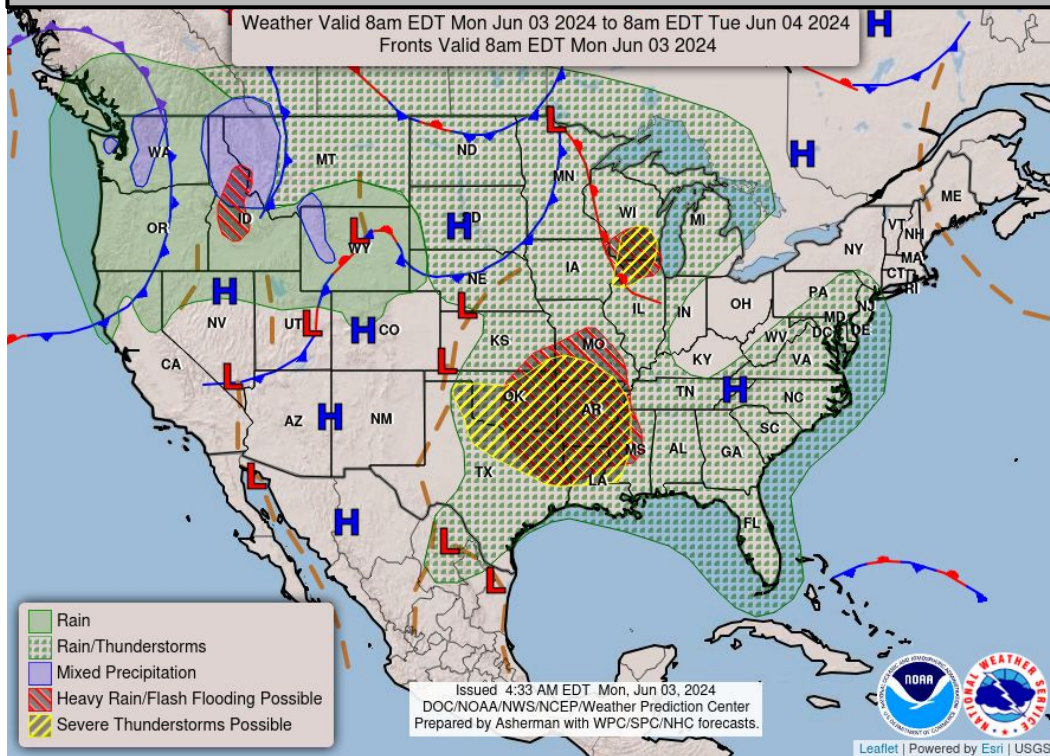 Weather Valid 8am EDT Mon Jun 03 2024 to 8am EDT Tue Jun 04 2024
Fronts Valid 8am EDT Mon Jun 03 2024
H
H
L
WA
MT
ND
MN
WI
MI
ME
VT
NH
NY
MA
CT
RI
OR
ID
L
WY
H
D
IA
NE
PA
NJ
OH
MD
DE
DC
IN
IL
WV
VA
H
NV
UT
L
H
CO
L
KS
MO
KY
CA
L
L
AZ
H
NM
OK
AR
TN
H
NC
SC
MS
AL
GA
TX
LA
FL
L
H
L
L
Rain
Rain/Thunderstorms
Mixed Precipitation
Heavy Rain/Flash Flooding Possible
Severe Thunderstorms Possible
Issued 4:33 AM EDT Mon, Jun 03, 2024
DOC/NOAA/NWS/NCEP/Weather Prediction Center
Prepared by Asherman with WPC/SPC/NHC forecasts.
NOAA
NATIONAL WEATHER SERVICE
Leaflet | Powered by Esri | USGS